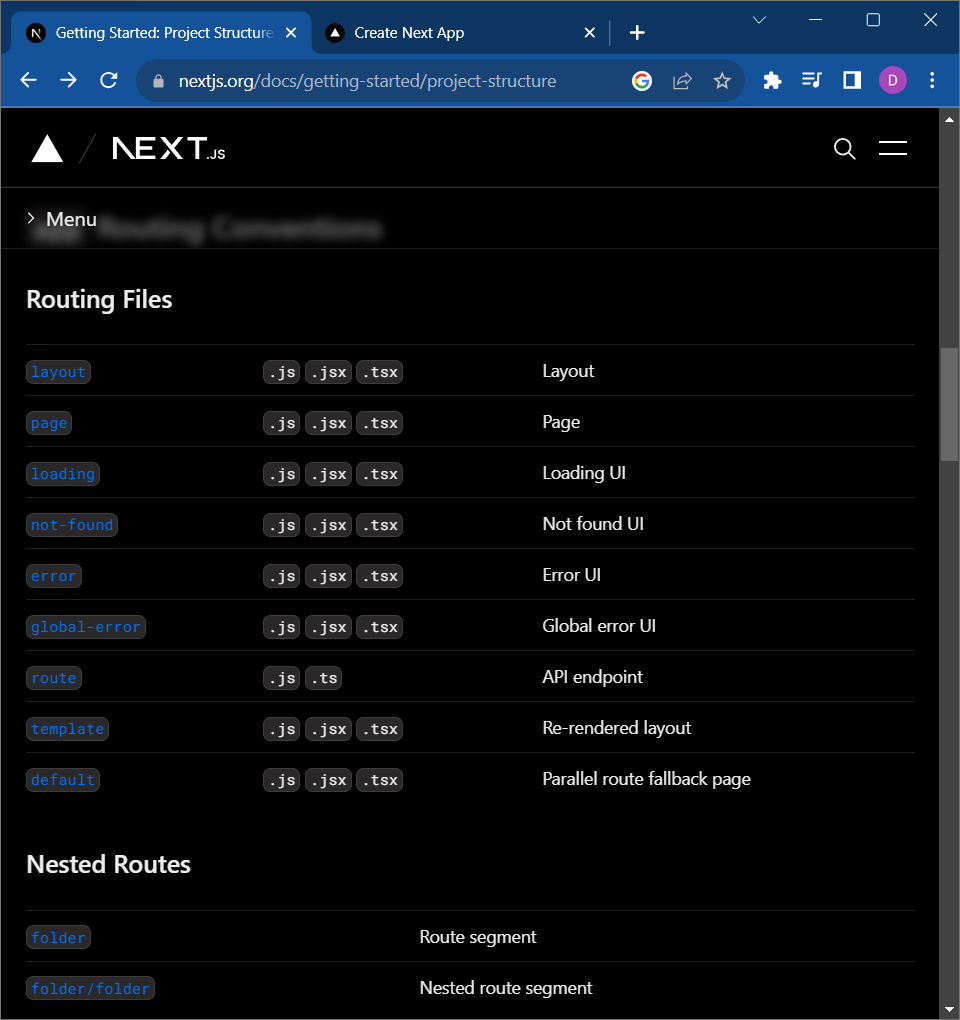 Getting Started: Project Structure
Create Next App
nextjs.org/docs/getting-started/project-structure
D
NEXT.JS
Menu
app Routing Conventions
Routing Files
layout .js .jsx .tsx Layout
page .js .jsx .tsx Page
loading .js .jsx .tsx Loading UI
not-found .js .jsx .tsx Not found UI
error .js .jsx .tsx Error UI
global-error .js .jsx .tsx Global error UI
route .js .ts API endpoint
template .js .jsx .tsx Re-rendered layout
default .js .jsx .tsx Parallel route fallback page
Nested Routes
folder Route segment
folder/folder Nested route segment